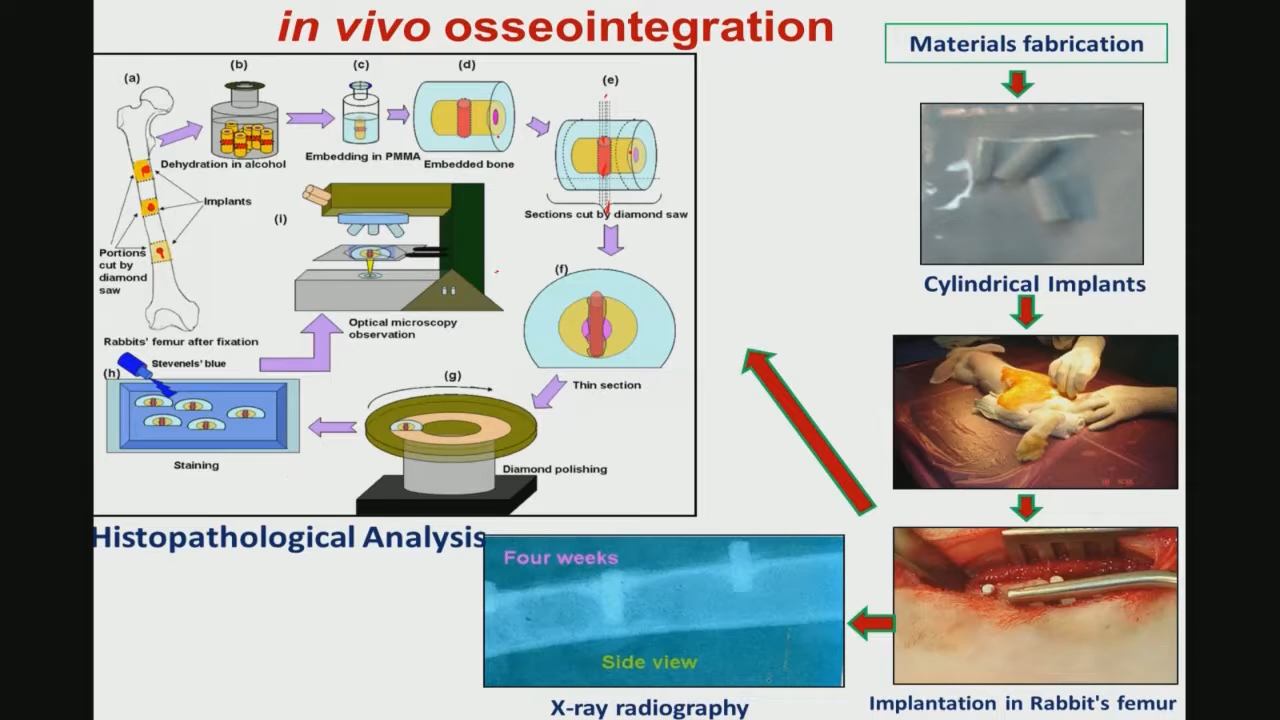 in vivo osseointegration
Materials fabrication
(a)
(b)
(c)
(d)
(e)
Dehydration in alcohol
Embedding in PMMA
Embedded bone
Implants
(i)
Sections cut by diamond saw
Portions
cut by
diamond
saw
(f)
Cylindrical Implants
Optical microscopy
observation
Rabbits' femur after fixation
Stevenels' blue
(h)
(g)
Thin section
Staining
Diamond polishing
Histopathological Analysis
Four weeks
Side view
X-ray radiography
Implantation in Rabbit's femur